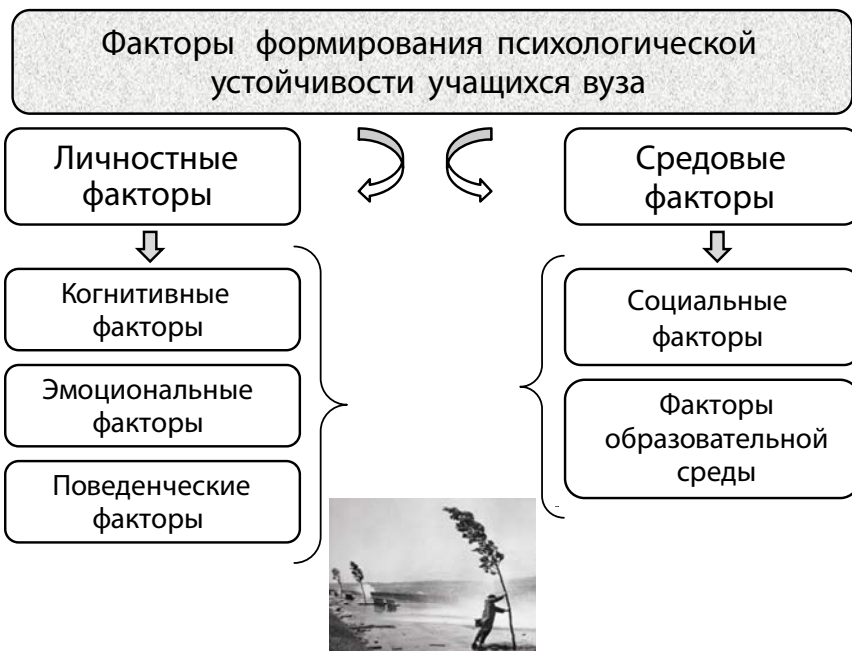 Факторы формирования психологической
устойчивости учащихся вуза
Личностные
факторы
Средовые
факторы
Когнитивные
факторы
Эмоциональные
факторы
Поведенческие
факторы
Социальные
факторы
Факторы
образовательной
среды